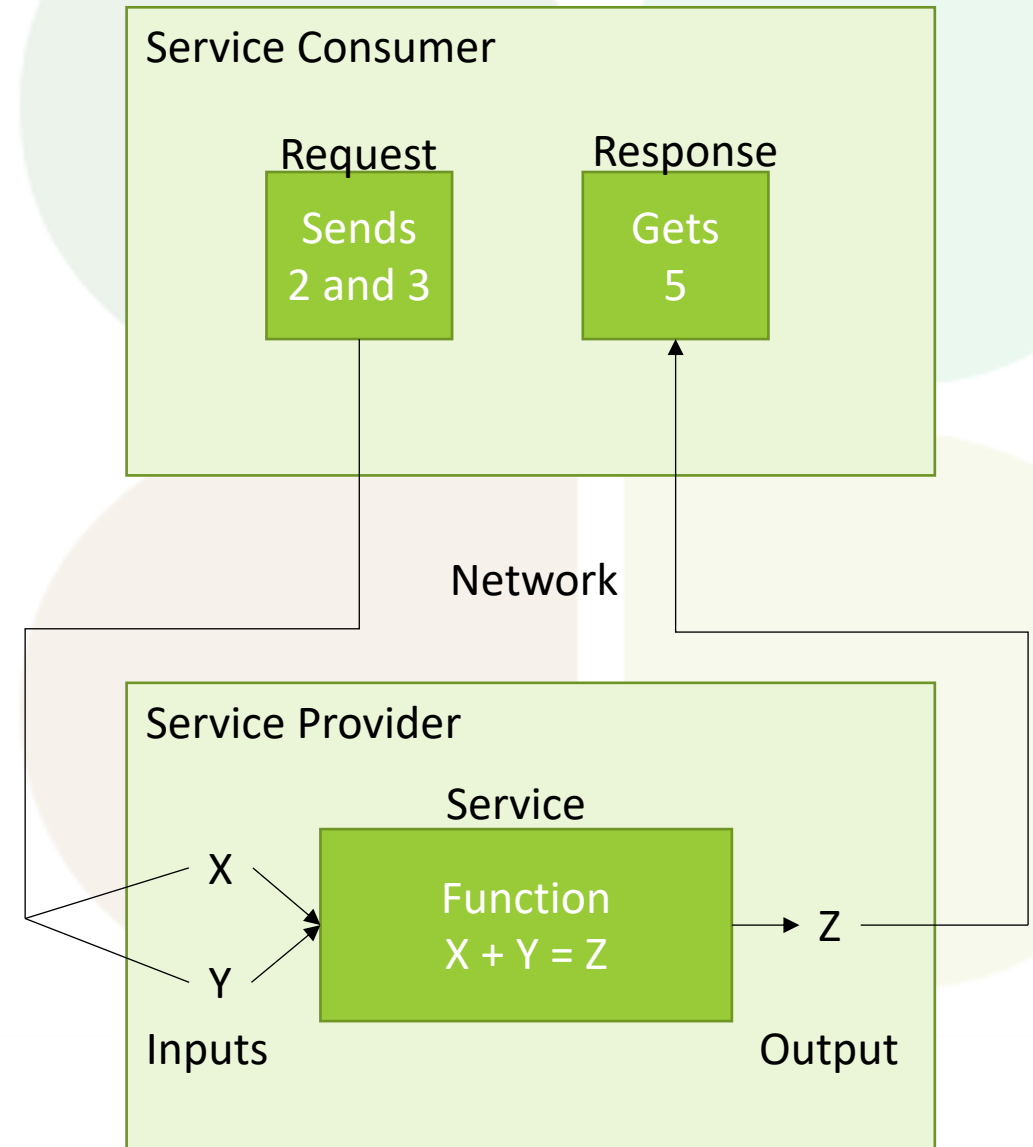 Service Consumer
Request
Response
Sends
2 and 3
Gets
5
Network
Service Provider
Service
X
Y
Function
X + Y = Z
Z
Inputs
Output